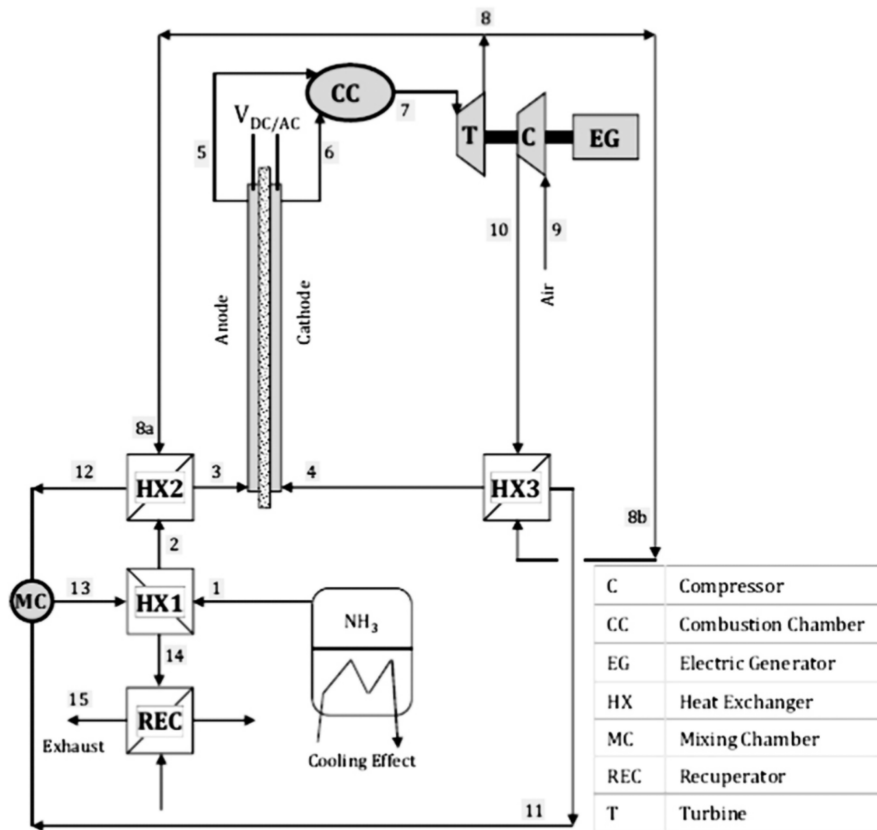 8
CC
7
V DC/AC
5
6
T
C
EG
10
9
Air
Anode
Cathode
8a
12
HX2
3
4
HX3
8b
2
MC
13
HX1
1
NH3
14
15
REC
Exhaust
Cooling Effect
11
C Compressor
CC Combustion Chamber
EG Electric Generator
HX Heat Exchanger
MC Mixing Chamber
REC Recuperator
T Turbine